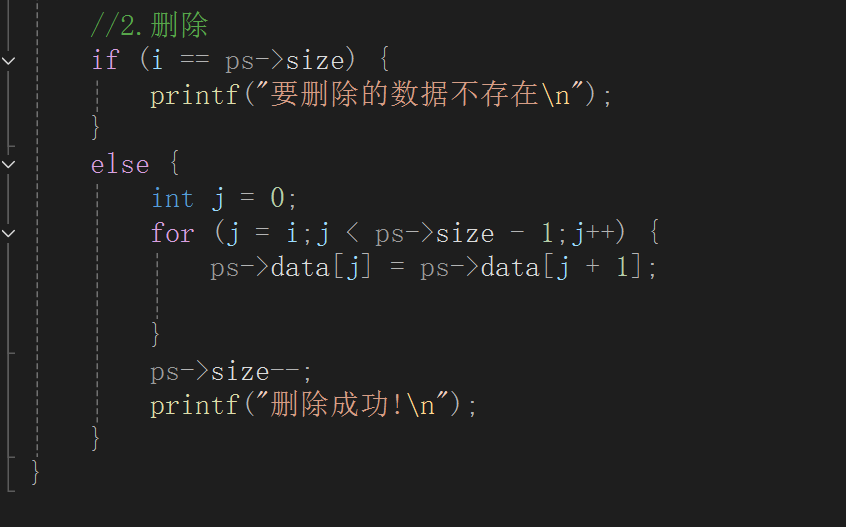 //2.删除
if (i == ps->size) {
printf("要删除的数据不存在\n");
}
else {
int j = 0;
for (j = i;j < ps->size - 1;j++) {
ps->data[j] = ps->data[j + 1];
}
ps->size--;
printf("删除成功!\n");
}
}